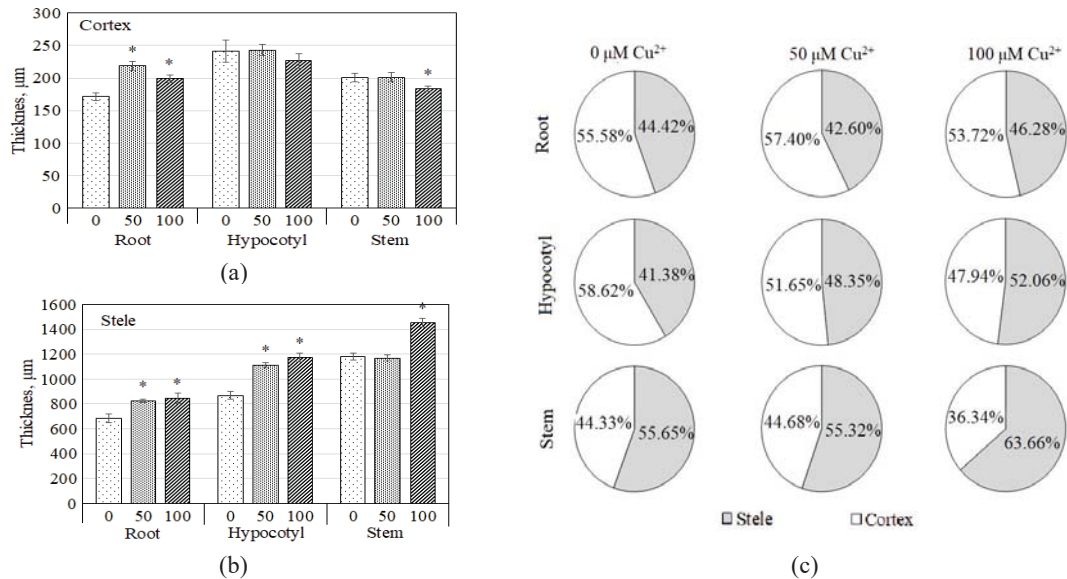 300
250
200
150
100
50
0
Thicknes, μm
Cortex
*
*
*
0 50 100 0 50 100 0 50 100
Root Hypocotyl Stem
(a)
1600
1400
1200
1000
800
600
400
200
0
Thicknes, μm
Stele
*
*
*
*
*
0 50 100 0 50 100 0 50 100
Root Hypocotyl Stem
(b)
0 μM Cu²⁺ 50 μM Cu²⁺ 100 μM Cu²⁺
Root
55.58% 44.42% 57.40% 42.60% 53.72% 46.28%
Hypocotyl
58.62% 41.38% 51.65% 48.35% 47.94% 52.06%
Stem
44.33% 55.65% 44.68% 55.32% 36.34% 63.66%
Stele Cortex
(c)